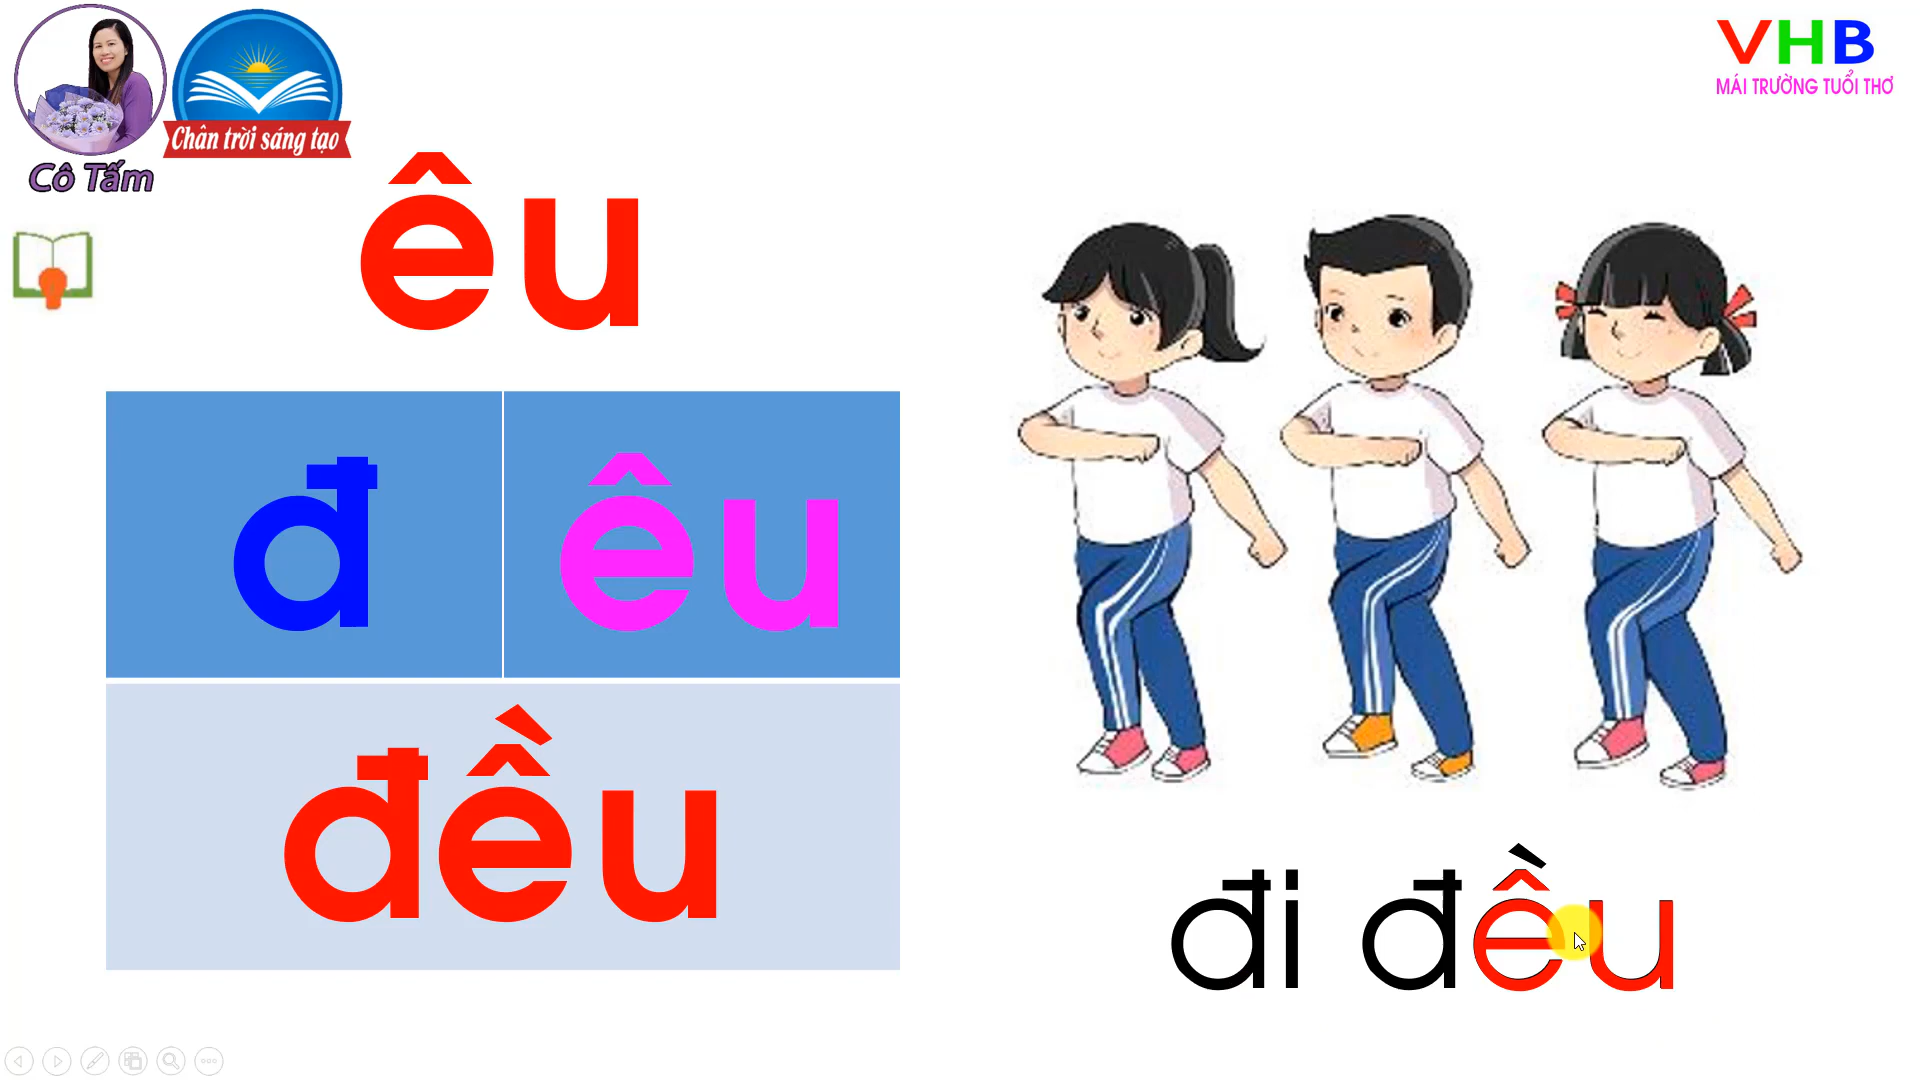 Cô Tấm
Chân trời sáng tạo
VHB
MÁI TRƯỜNG TUỔI THƠ
êu
đ êu
đều
đi đều